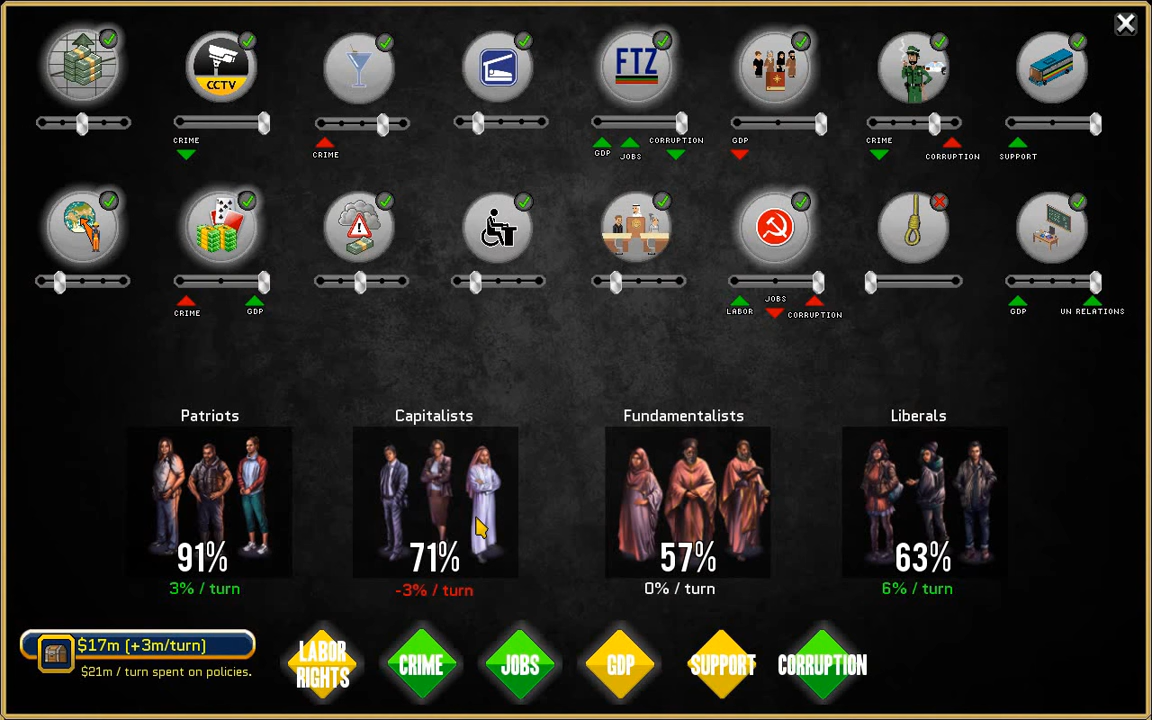 CCTV
FTZ
CRIME
CRIME
GDP
JOBS
CORRUPTION
GDP
CRIME
CORRUPTION
SUPPORT
CRIME
GDP
LABOR
JOBS
CORRUPTION
GDP
UN RELATIONS
Patriots
Capitalists
Fundamentalists
Liberals
91%
71%
57%
63%
3% / turn
-3% / turn
0% / turn
6% / turn
$17m (+3m/turn)
$21m / turn spent on policies.
LABOR
RIGHTS
CRIME
JOBS
GDP
SUPPORT
CORRUPTION